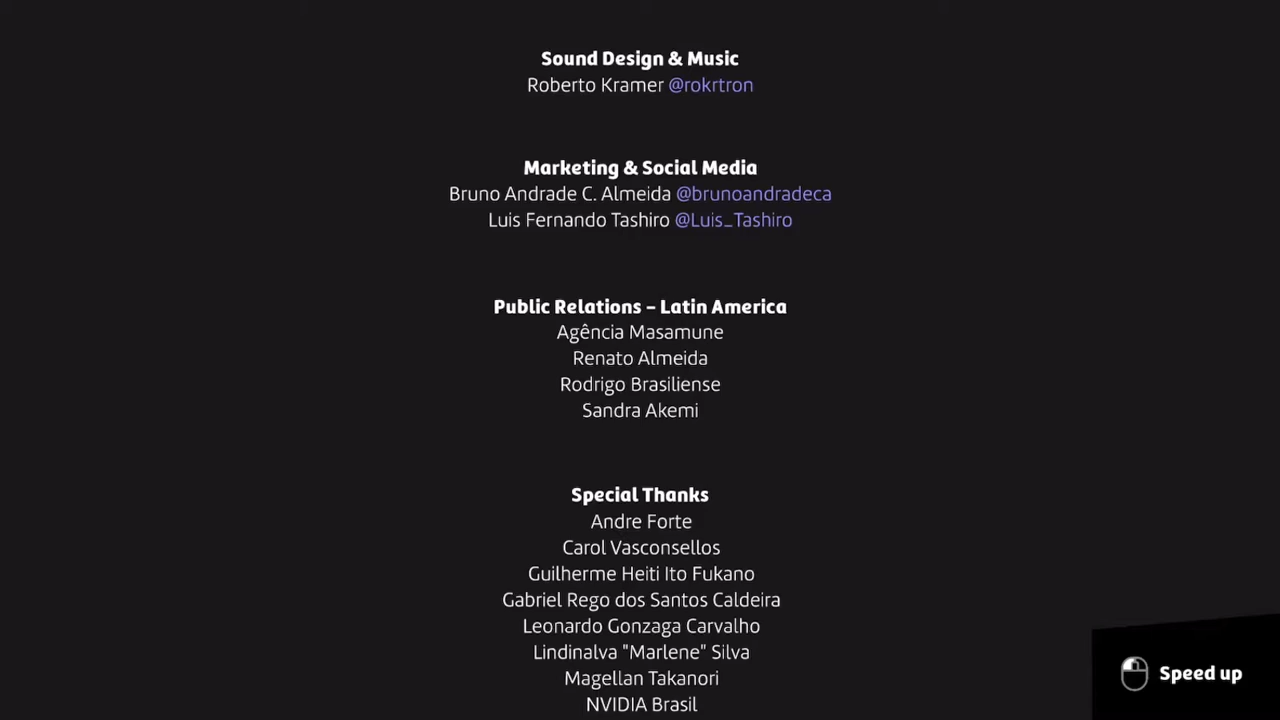 Sound Design & Music
Roberto Kramer @rokrtron
Marketing & Social Media
Bruno Andrade C. Almeida @brunoandradeca
Luis Fernando Tashiro @Luis_Tashiro
Public Relations – Latin America
Agência Masamune
Renato Almeida
Rodrigo Brasiliense
Sandra Akemi
Special Thanks
Andre Forte
Carol Vasconsellos
Guilherme Heiti Ito Fukano
Gabriel Rego dos Santos Caldeira
Leonardo Gonzaga Carvalho
Lindinalva "Marlene" Silva
Magellan Takanori
NVIDIA Brasil
Speed up